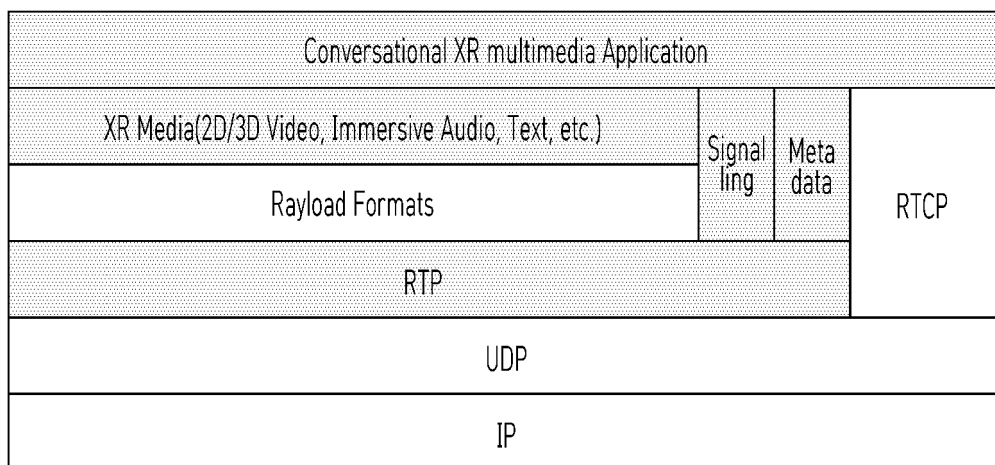 Conversational XR multimedia Application
XR Media(2D/3D Video, Immersive Audio, Text, etc.)
Signal
ling
Meta
data
Rayload Formats
RTCP
RTP
UDP
IP